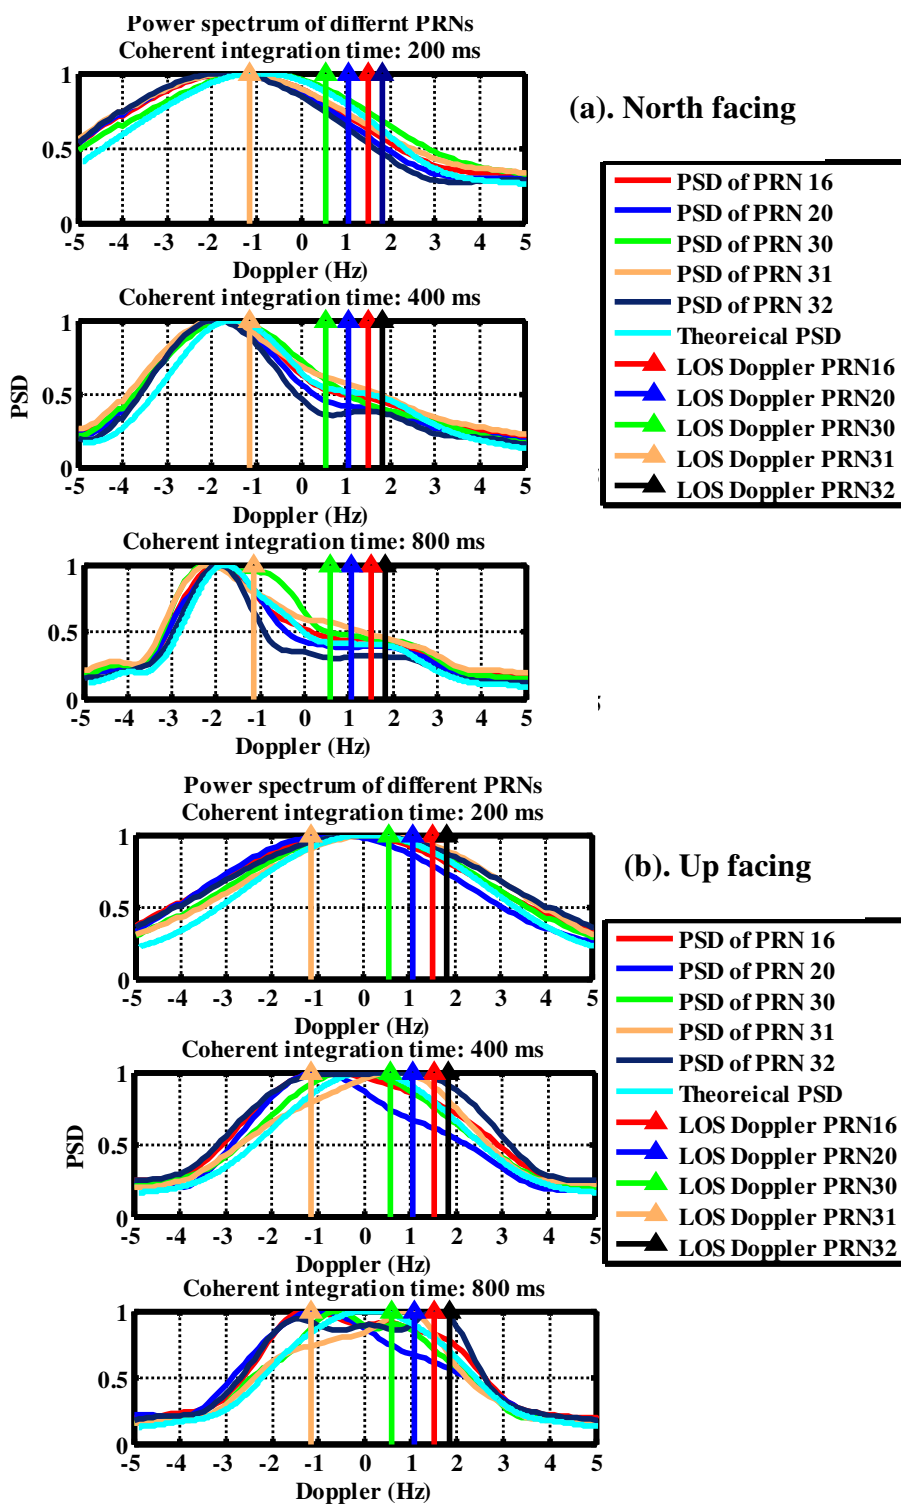 Power spectrum of differnt PRNs
Coherent integration time: 200 ms
1
0.5
0
-5 -4 -3 -2 -1 0 1 2 3 4 5
Doppler (Hz)
(a). North facing
Coherent integration time: 400 ms
1
0.5
0
PSD
-5 -4 -3 -2 -1 0 1 2 3 4 5
Doppler (Hz)
PSD of PRN 16
PSD of PRN 20
PSD of PRN 30
PSD of PRN 31
PSD of PRN 32
Theoreical PSD
LOS Doppler PRN16
LOS Doppler PRN20
LOS Doppler PRN30
LOS Doppler PRN31
LOS Doppler PRN32
Coherent integration time: 800 ms
1
0.5
0
-5 -4 -3 -2 -1 0 1 2 3 4 5
Doppler (Hz)
Power spectrum of different PRNs
Coherent integration time: 200 ms
1
0.5
0
-5 -4 -3 -2 -1 0 1 2 3 4 5
Doppler (Hz)
(b). Up facing
Coherent integration time: 400 ms
1
0.5
0
PSD
-5 -4 -3 -2 -1 0 1 2 3 4 5
Doppler (Hz)
PSD of PRN 16
PSD of PRN 20
PSD of PRN 30
PSD of PRN 31
PSD of PRN 32
Theoreical PSD
LOS Doppler PRN16
LOS Doppler PRN20
LOS Doppler PRN30
LOS Doppler PRN31
LOS Doppler PRN32
Coherent integration time: 800 ms
1
0.5
0
-5 -4 -3 -2 -1 0 1 2 3 4 5
Doppler (Hz)